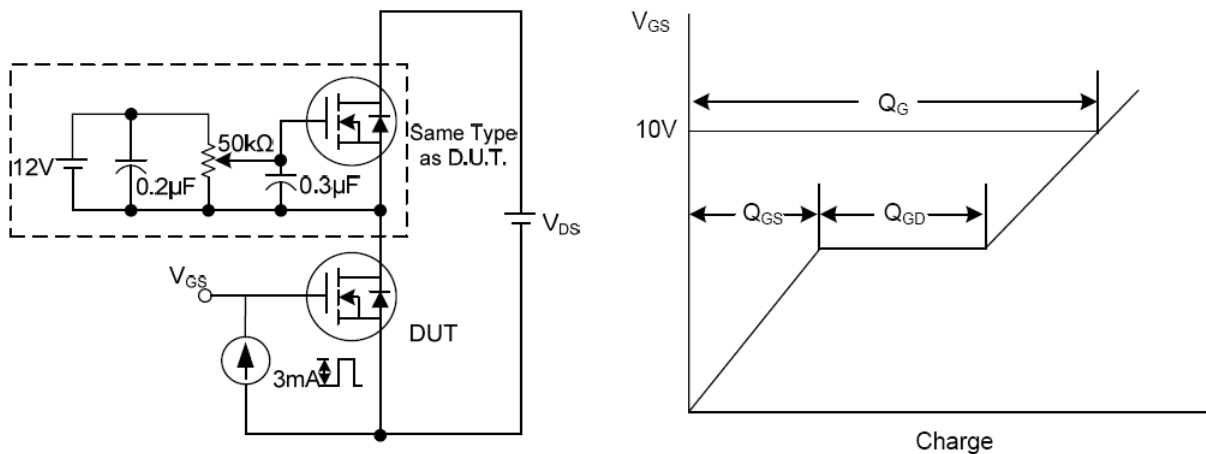 12V
0.2µF
50kΩ
0.3µF
Same Type
as D.U.T.
V_DS
V_GS
DUT
3mA
V_GS
10V
Q_G
Q_GS
Q_GD
Charge